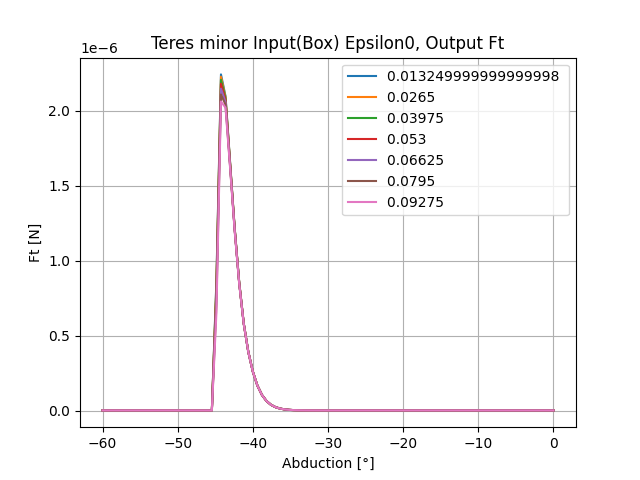 Teres minor Input(Box) Epsilon0, Output Ft
1e−6
0.013249999999999998
0.0265
0.03975
0.053
0.06625
0.0795
0.09275
2.0
1.5
1.0
0.5
0.0
Ft [N]
−60 −50 −40 −30 −20 −10 0
Abduction [°]